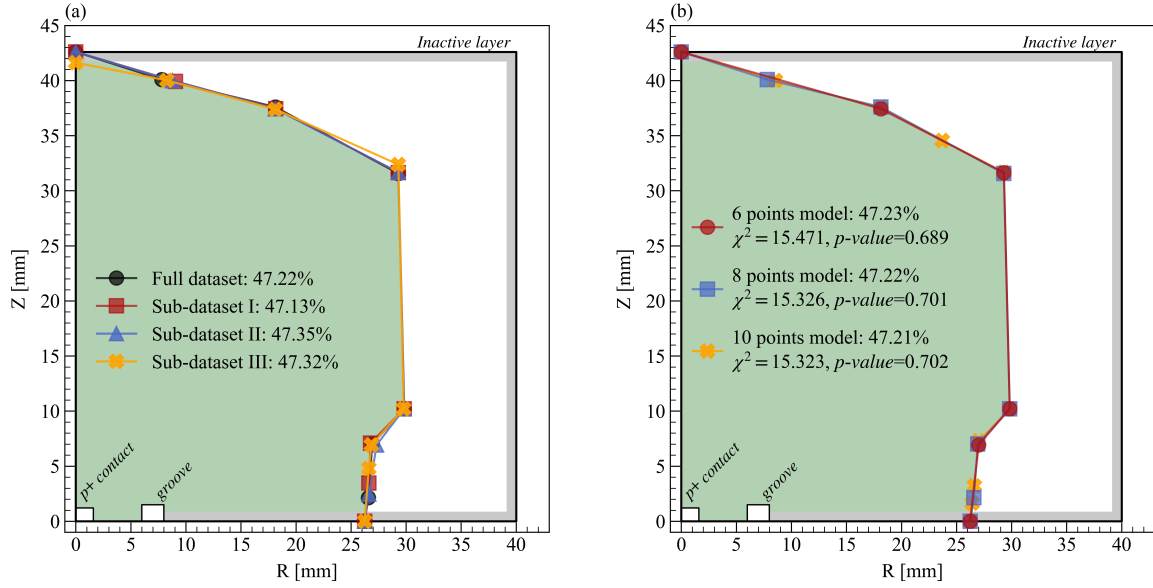 (a)
Inactive layer
45
40
35
30
25
20
15
10
5
0
Z [mm]
Full dataset: 47.22%
Sub-dataset I: 47.13%
Sub-dataset II: 47.35%
Sub-dataset III: 47.32%
p+ contact
groove
0 5 10 15 20 25 30 35 40
R [mm]
(b)
Inactive layer
45
40
35
30
25
20
15
10
5
0
Z [mm]
6 points model: 47.23%
χ² = 15.471, p-value=0.689
8 points model: 47.22%
χ² = 15.326, p-value=0.701
10 points model: 47.21%
χ² = 15.323, p-value=0.702
p+ contact
groove
0 5 10 15 20 25 30 35 40
R [mm]